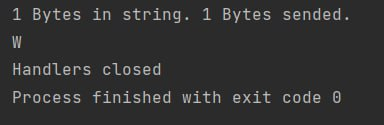 1 Bytes in string. 1 Bytes sended.
W
Handlers closed
Process finished with exit code 0